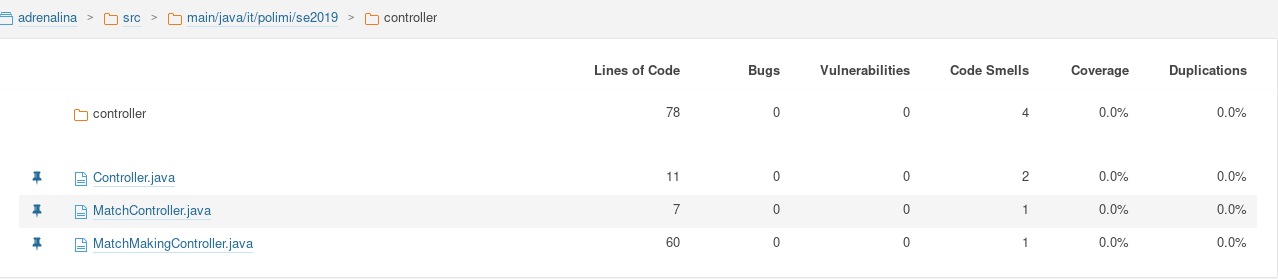 adrenalina > src > main/java/it/polimi/se2019 > controller
Lines of Code Bugs Vulnerabilities Code Smells Coverage Duplications
controller 78 0 0 4 0.0% 0.0%
Controller.java 11 0 0 2 0.0% 0.0%
MatchController.java 7 0 0 1 0.0% 0.0%
MatchMakingController.java 60 0 0 1 0.0% 0.0%